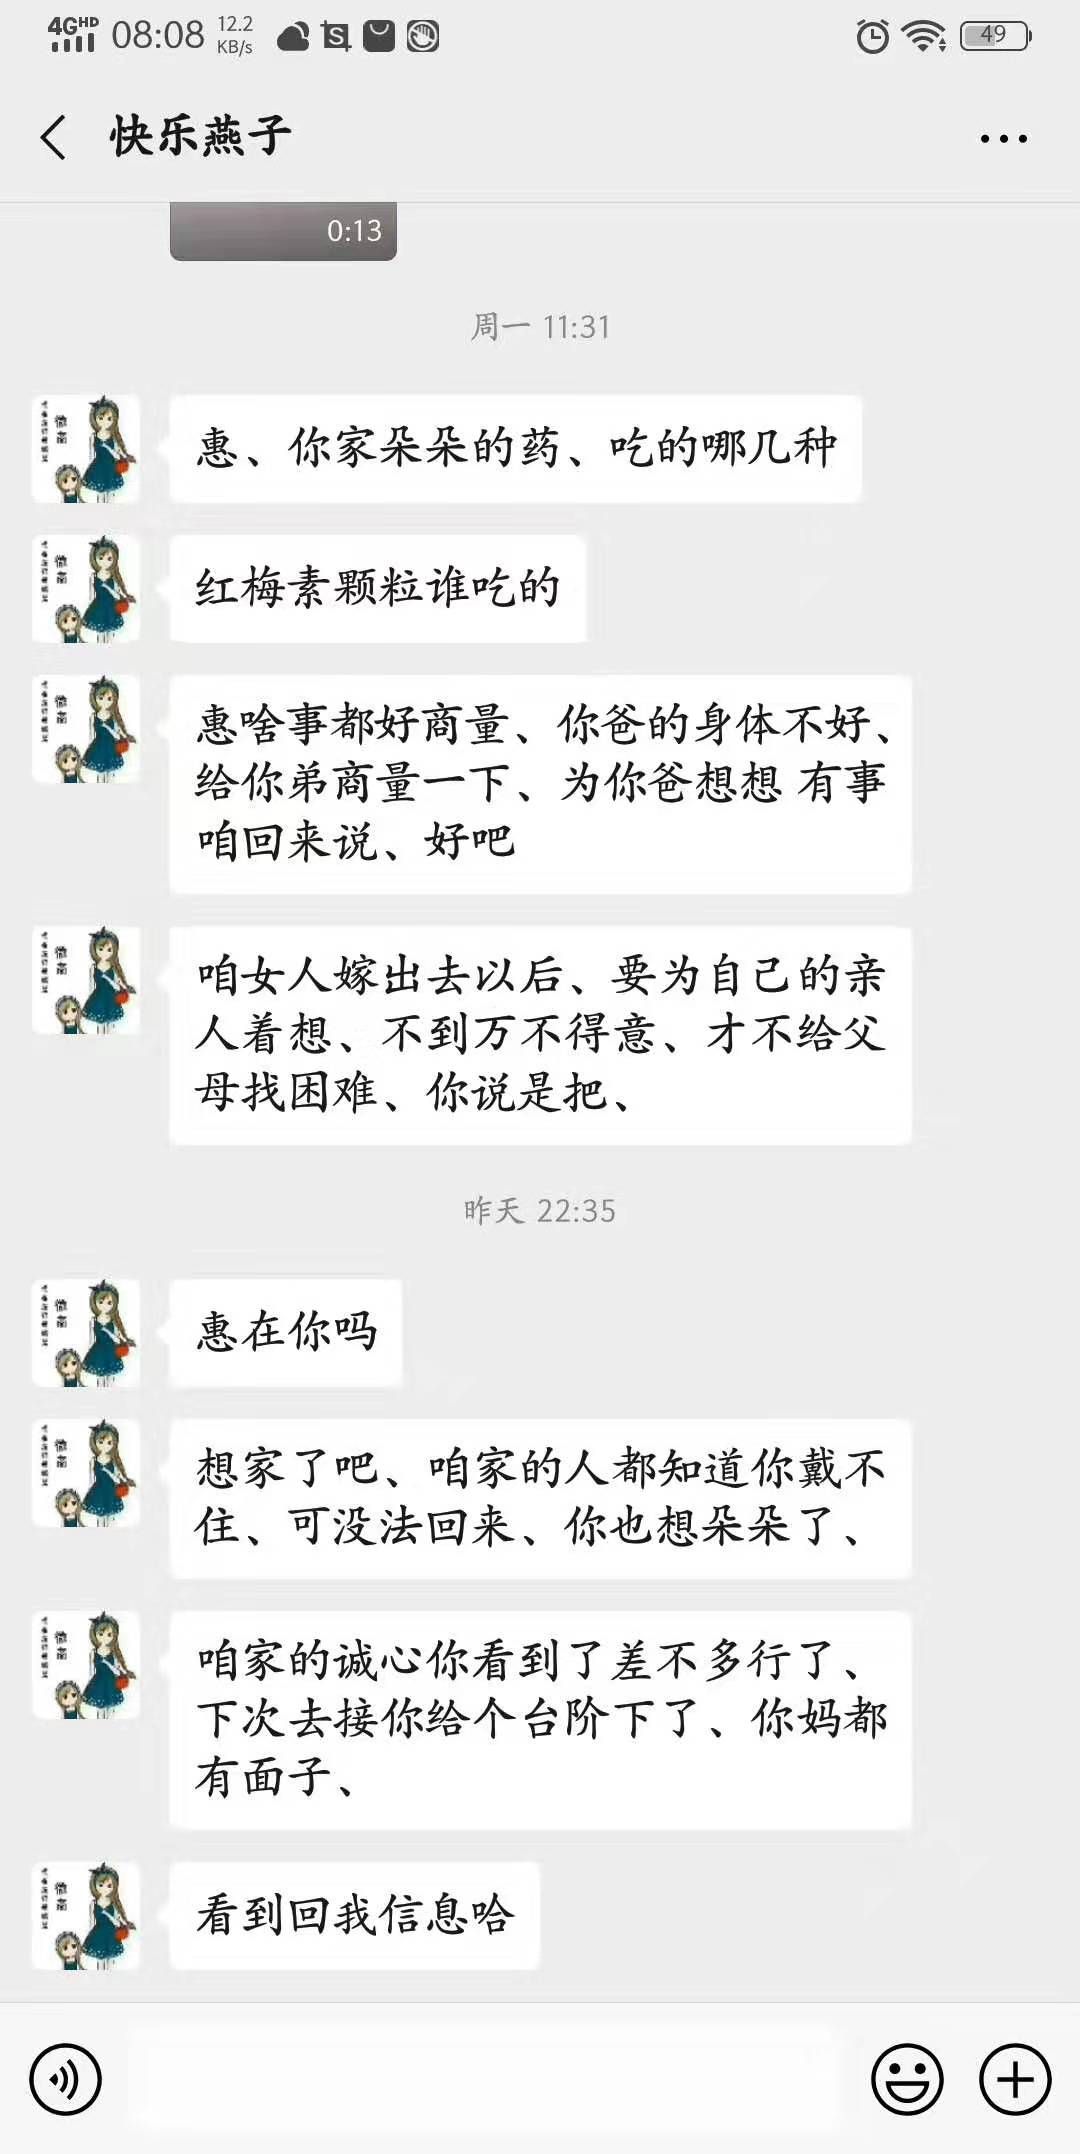 4GHD 08:08 12.2 KB/s 49
快乐燕子
0:13
周一 11:31
惠、你家朵朵的药、吃的哪几种
红梅素颗粒谁吃的
惠啥事都好商量、你爸的身体不好、
给你弟商量一下、为你爸想想 有事
咱回来说、好吧
咱女人嫁出去以后、要为自己的亲
人着想、不到万不得意、才不给父
母找困难、你说是把、
昨天 22:35
惠在你吗
想家了吧、咱家的人都知道你戴不
住、可没法回来、你也想朵朵了、
咱家的诚心你看到了差不多行了、
下次去接你给个台阶下了、你妈都
有面子、
看到回我信息哈